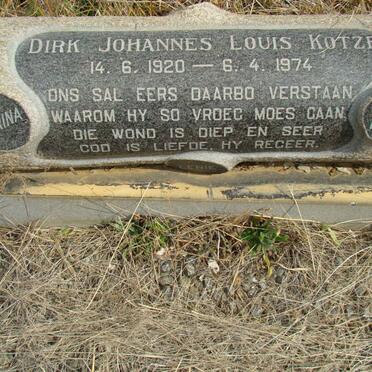 DIRK JOHANNES LOUIS KOTZE
14. 6. 1920 — 6. 4. 1974
ONS SAL EERS DAARBO VERSTAAN
WAAROM HY SO VROEG MOES GAAN
DIE WOND IS DIEP EN SEER
GOD IS LIEFDE, HY REGEER.